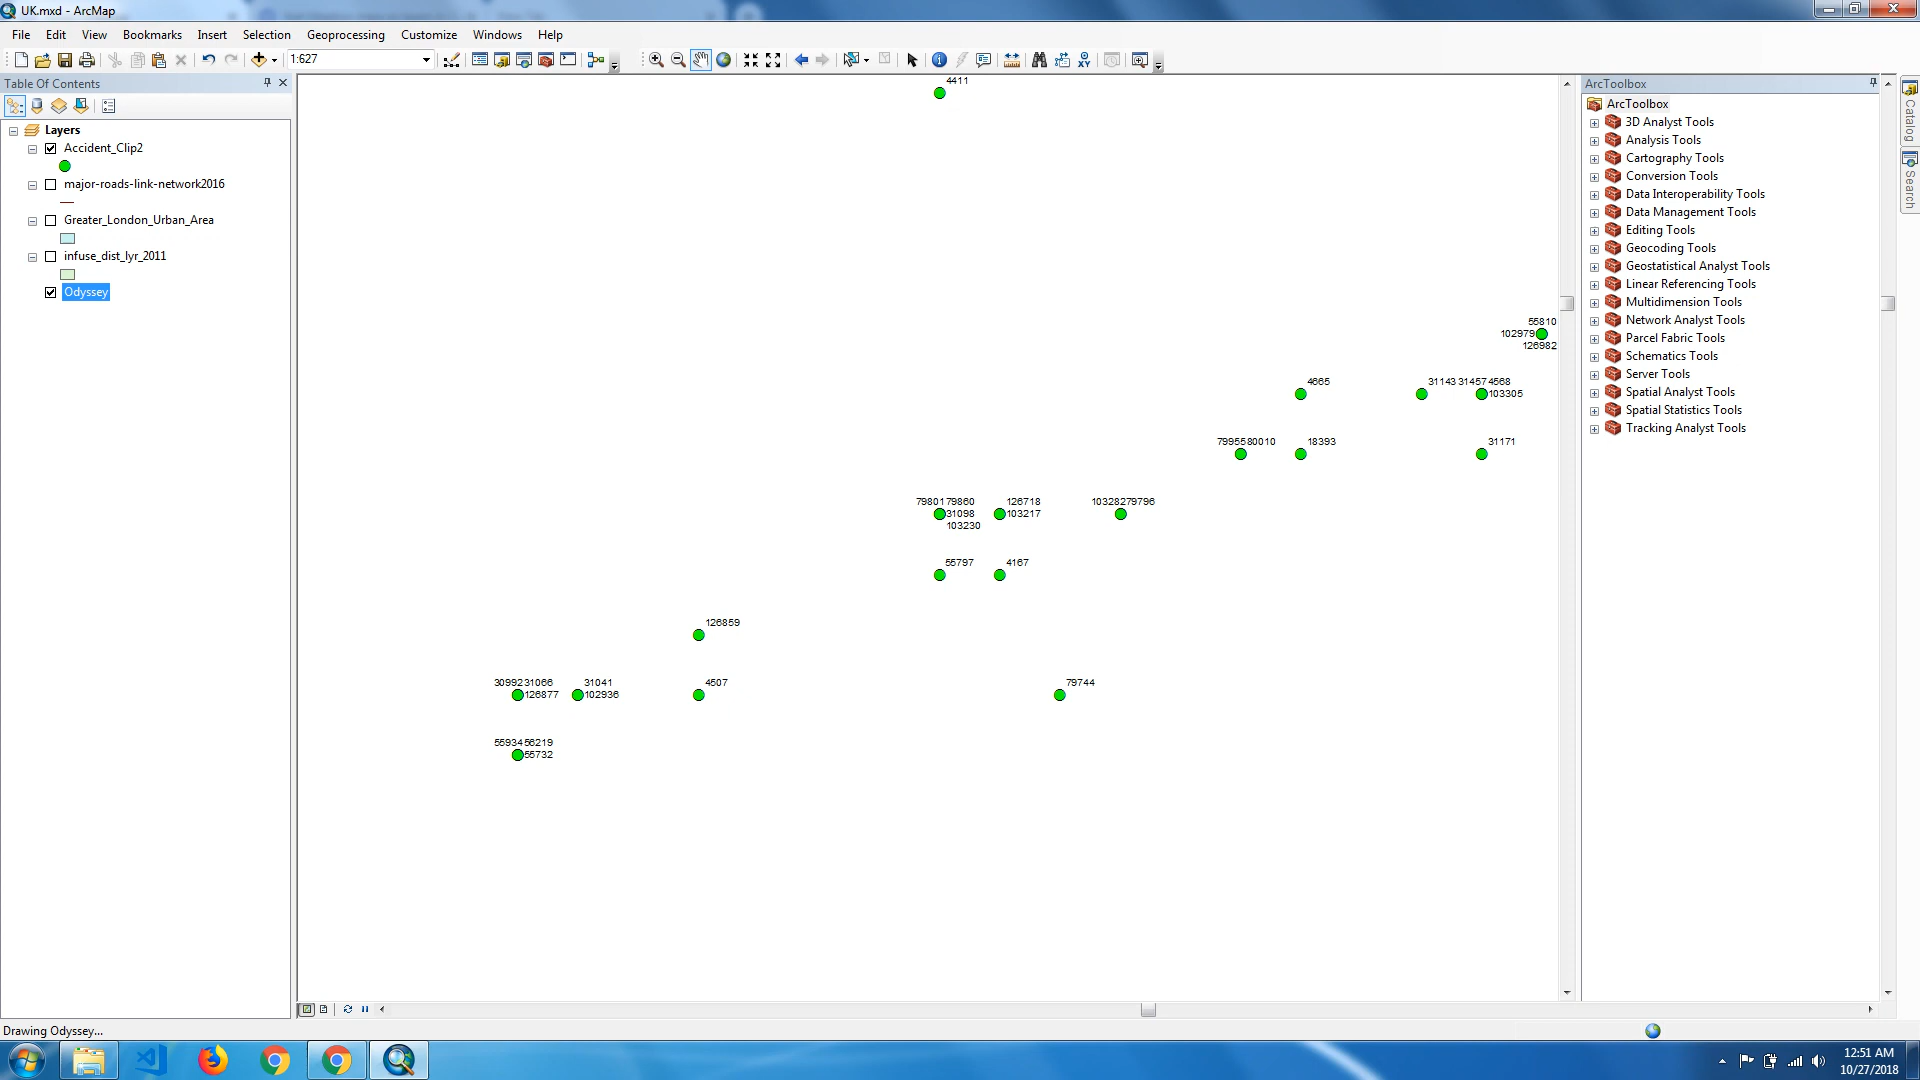 UK.mxd - ArcMap
File Edit View Bookmarks Insert Selection Geoprocessing Customize Windows Help
1:627
Table Of Contents
Layers
Accident_Clip2
major-roads-link-network2016
Greater_London_Urban_Area
infuse_dist_lyr_2011
Odyssey
4411
55810
102979
126982
4665
31143 31457 4568
103305
79955 80010
18393
31171
79801 79860
31098
103230
126718
103217
103282 79796
55797
4167
126859
30992 31066
126877
31041
102936
4507
79744
55934 56219
55732
ArcToolbox
ArcToolbox
3D Analyst Tools
Analysis Tools
Cartography Tools
Conversion Tools
Data Interoperability Tools
Data Management Tools
Editing Tools
Geocoding Tools
Geostatistical Analyst Tools
Linear Referencing Tools
Multidimension Tools
Network Analyst Tools
Parcel Fabric Tools
Schematics Tools
Server Tools
Spatial Analyst Tools
Spatial Statistics Tools
Tracking Analyst Tools
Catalog
Search
Drawing Odyssey...
12:51 AM
10/27/2018